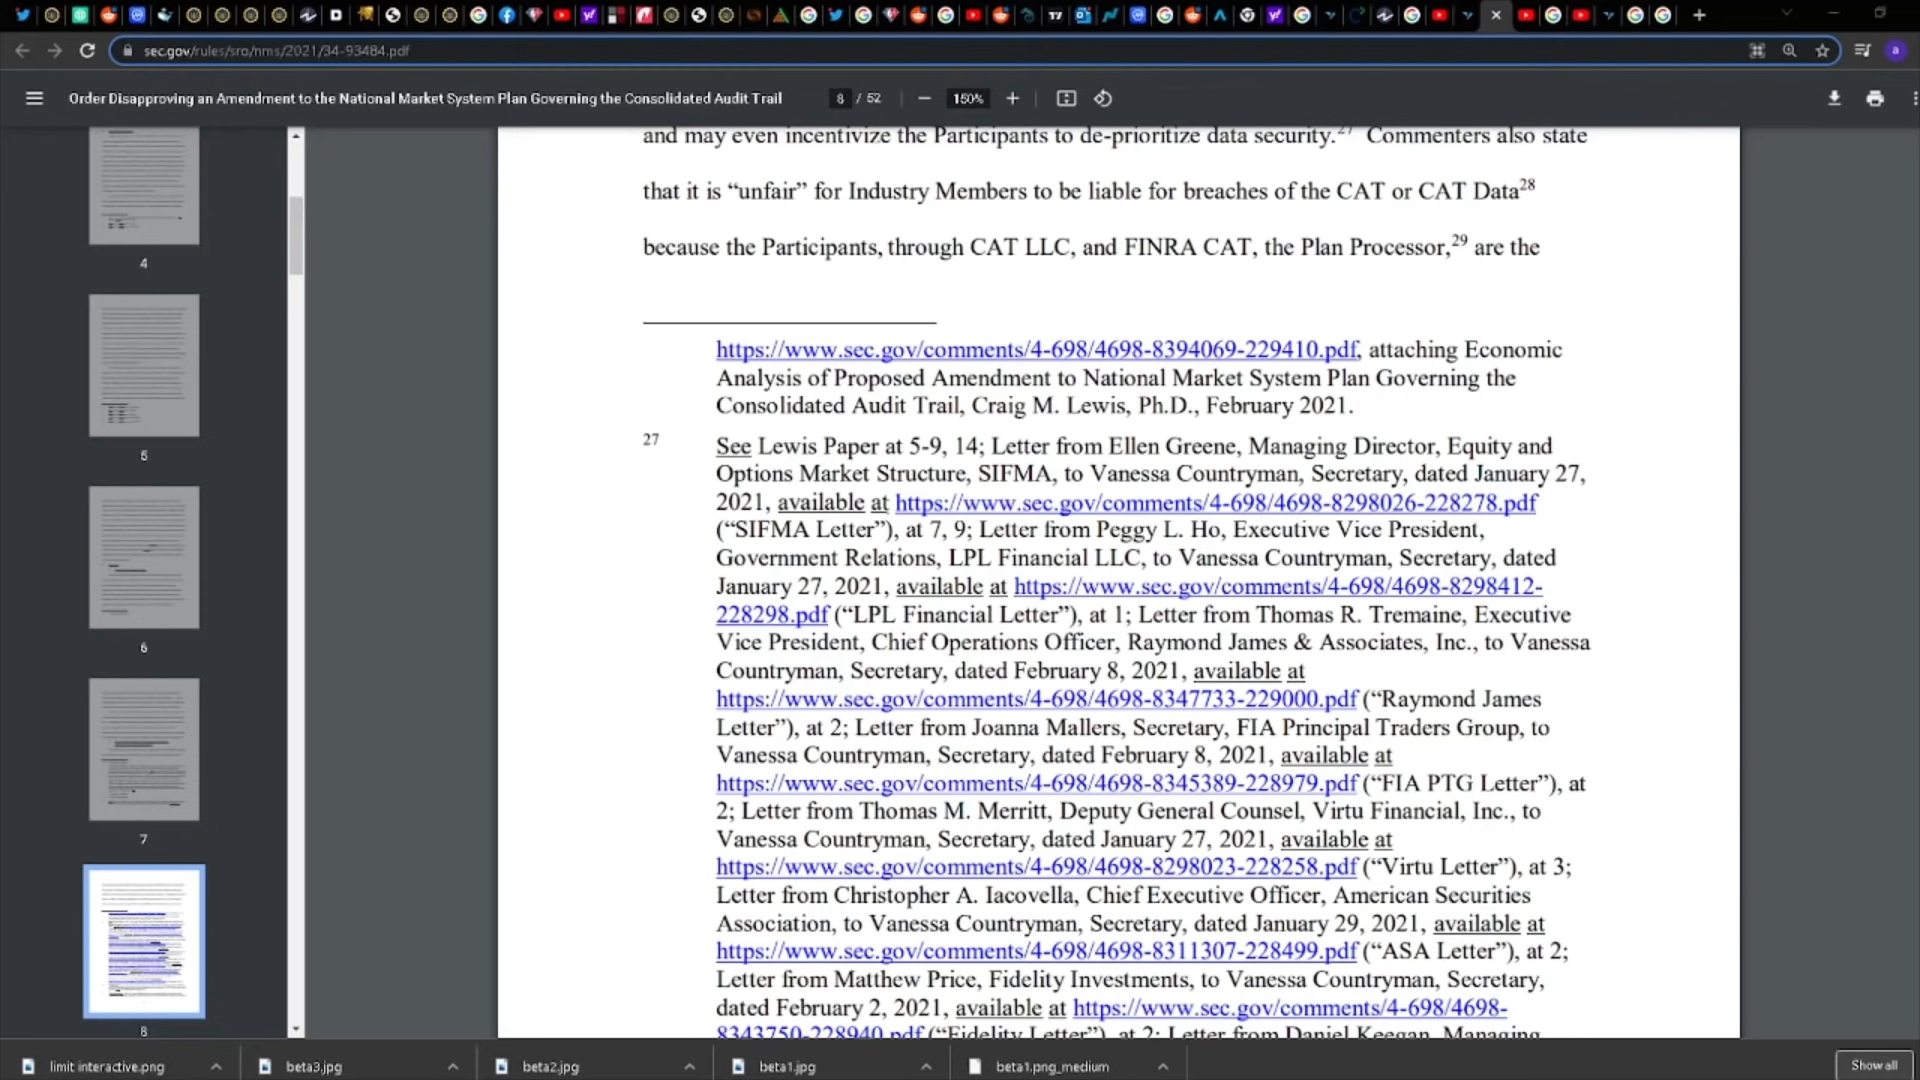 sec.gov/rules/sro/nms/2021/34-93484.pdf
a
Order Disapproving an Amendment to the National Market System Plan Governing the Consolidated Audit Trail
8 / 52
150%
4
5
6
7
8
and may even incentivize the Participants to de-prioritize data security.27 Commenters also state
that it is “unfair” for Industry Members to be liable for breaches of the CAT or CAT Data28
because the Participants, through CAT LLC, and FINRA CAT, the Plan Processor,29 are the
https://www.sec.gov/comments/4-698/4698-8394069-229410.pdf, attaching Economic
Analysis of Proposed Amendment to National Market System Plan Governing the
Consolidated Audit Trail, Craig M. Lewis, Ph.D., February 2021.
27 See Lewis Paper at 5-9, 14; Letter from Ellen Greene, Managing Director, Equity and
Options Market Structure, SIFMA, to Vanessa Countryman, Secretary, dated January 27,
2021, available at https://www.sec.gov/comments/4-698/4698-8298026-228278.pdf
(“SIFMA Letter”), at 7, 9; Letter from Peggy L. Ho, Executive Vice President,
Government Relations, LPL Financial LLC, to Vanessa Countryman, Secretary, dated
January 27, 2021, available at https://www.sec.gov/comments/4-698/4698-8298412-
228298.pdf (“LPL Financial Letter”), at 1; Letter from Thomas R. Tremaine, Executive
Vice President, Chief Operations Officer, Raymond James & Associates, Inc., to Vanessa
Countryman, Secretary, dated February 8, 2021, available at
https://www.sec.gov/comments/4-698/4698-8347733-229000.pdf (“Raymond James
Letter”), at 2; Letter from Joanna Mallers, Secretary, FIA Principal Traders Group, to
Vanessa Countryman, Secretary, dated February 8, 2021, available at
https://www.sec.gov/comments/4-698/4698-8345389-228979.pdf (“FIA PTG Letter”), at
2; Letter from Thomas M. Merritt, Deputy General Counsel, Virtu Financial, Inc., to
Vanessa Countryman, Secretary, dated January 27, 2021, available at
https://www.sec.gov/comments/4-698/4698-8298023-228258.pdf (“Virtu Letter”), at 3;
Letter from Christopher A. Iacovella, Chief Executive Officer, American Securities
Association, to Vanessa Countryman, Secretary, dated January 29, 2021, available at
https://www.sec.gov/comments/4-698/4698-8311307-228499.pdf (“ASA Letter”), at 2;
Letter from Matthew Price, Fidelity Investments, to Vanessa Countryman, Secretary,
dated February 2, 2021, available at https://www.sec.gov/comments/4-698/4698-
8343750-228940.pdf (“Fidelity Letter”), at 2; Letter from Daniel Keegan, Managing
limit interactive.png
beta3.jpg
beta2.jpg
beta1.jpg
beta1.png_medium
Show all